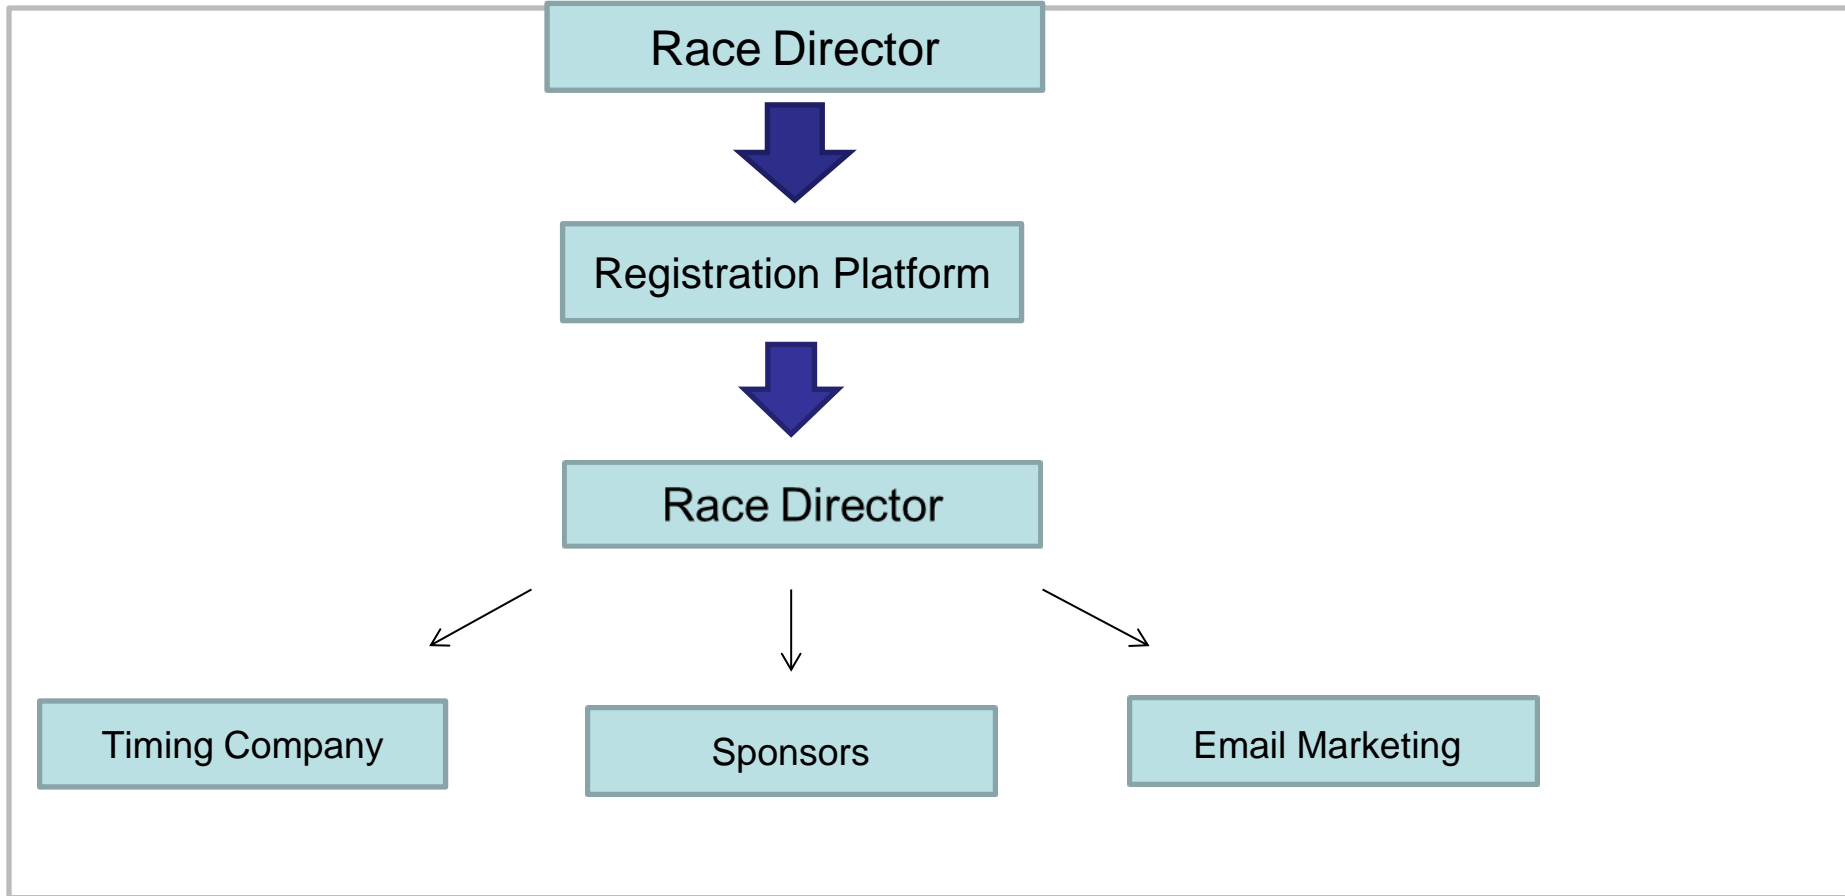 Race Director
Registration Platform
Race Director
Timing Company
Sponsors
Email Marketing